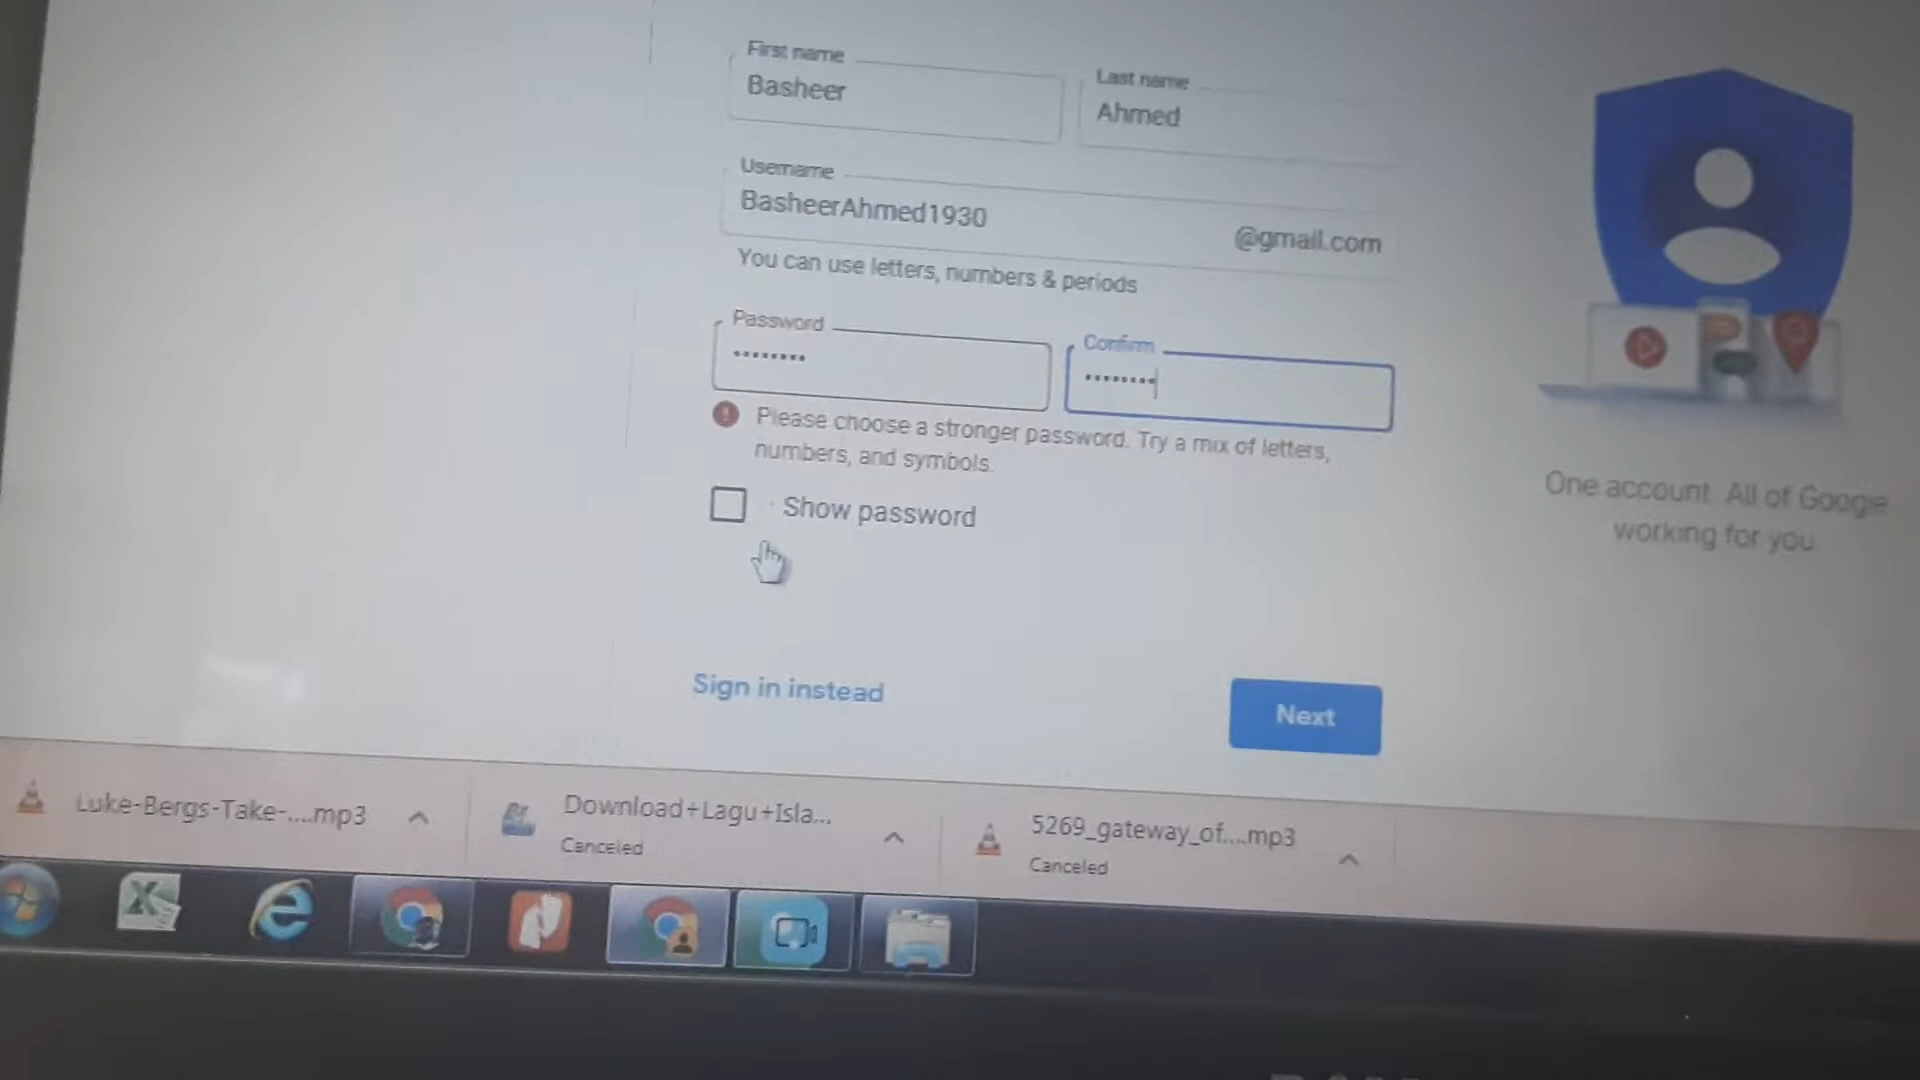 First name
Basheer
Last name
Ahmed
Username
BasheerAhmed1930
@gmail.com
You can use letters, numbers & periods
Password
••••••••
Confirm
••••••••
Please choose a stronger password. Try a mix of letters,
numbers, and symbols.
Show password
One account. All of Google
working for you.
Sign in instead
Next
Luke-Bergs-Take-....mp3
Download+Lagu+Isla...
Canceled
5269_gateway_of....mp3
Canceled